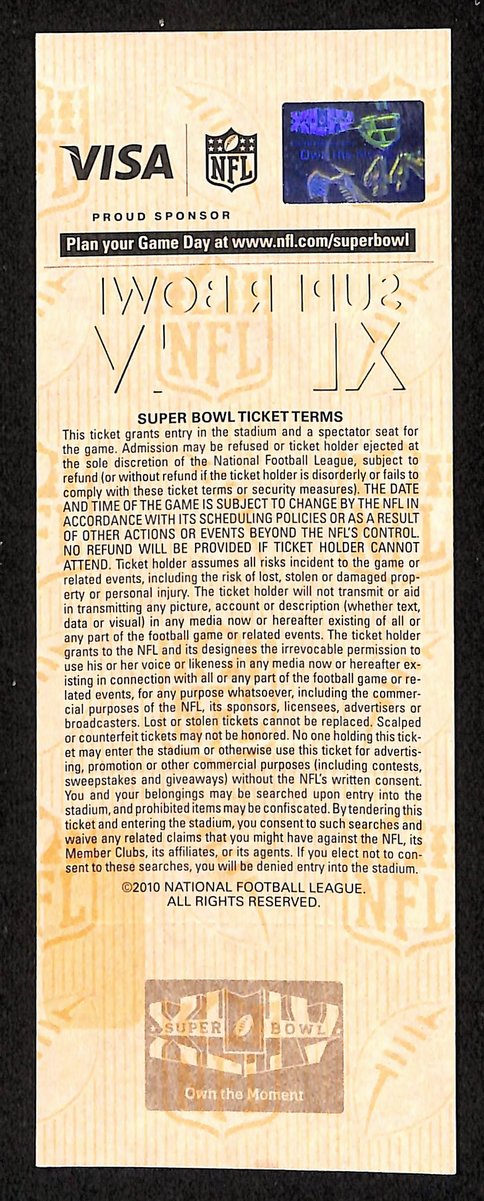 VISA
NFL
PROUD SPONSOR
Plan your Game Day at www.nfl.com/superbowl
SUPER BOWL
XLIV
NFL
SUPER BOWL TICKET TERMS
This ticket grants entry in the stadium and a spectator seat for
the game. Admission may be refused or ticket holder ejected at
the sole discretion of the National Football League, subject to
refund (or without refund if the ticket holder is disorderly or fails to
comply with these ticket terms or security measures). THE DATE
AND TIME OF THE GAME IS SUBJECT TO CHANGE BY THE NFL IN
ACCORDANCE WITH ITS SCHEDULING POLICIES OR AS A RESULT
OF OTHER ACTIONS OR EVENTS BEYOND THE NFL'S CONTROL.
NO REFUND WILL BE PROVIDED IF TICKET HOLDER CANNOT
ATTEND. Ticket holder assumes all risks incident to the game or
related events, including the risk of lost, stolen or damaged prop-
erty or personal injury. The ticket holder will not transmit or aid
in transmitting any picture, account or description (whether text,
data or visual) in any media now or hereafter existing of all or
any part of the football game or related events. The ticket holder
grants to the NFL and its designees the irrevocable permission to
use his or her voice or likeness in any media now or hereafter ex-
isting in connection with all or any part of the football game or re-
lated events, for any purpose whatsoever, including the commer-
cial purposes of the NFL, its sponsors, licensees, advertisers or
broadcasters. Lost or stolen tickets cannot be replaced. Scalped
or counterfeit tickets may not be honored. No one holding this tick-
et may enter the stadium or otherwise use this ticket for advertis-
ing, promotion or other commercial purposes (including contests,
sweepstakes and giveaways) without the NFL's written consent.
You and your belongings may be searched upon entry into the
stadium, and prohibited items may be confiscated. By tendering this
ticket and entering the stadium, you consent to such searches and
waive any related claims that you might have against the NFL, its
Member Clubs, its affiliates, or its agents. If you elect not to con-
sent to these searches, you will be denied entry into the stadium.
©2010 NATIONAL FOOTBALL LEAGUE.
ALL RIGHTS RESERVED.
NFL
NFL
SUPER BOWL
Own the Moment